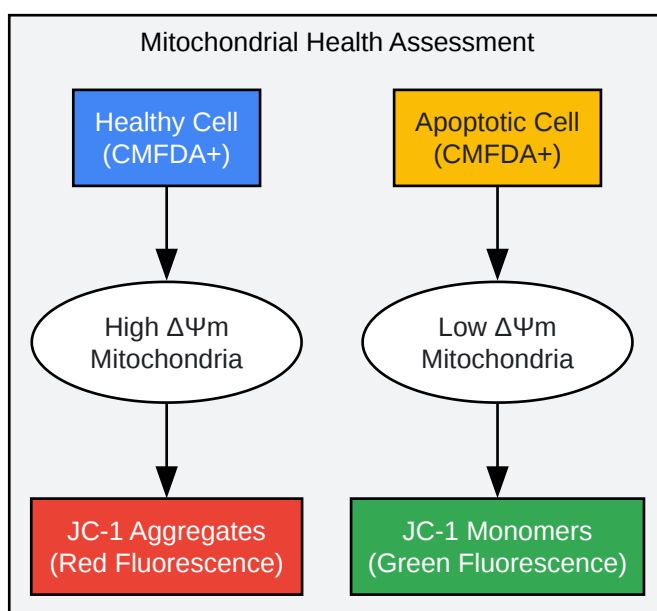 Mitochondrial Health Assessment
Healthy Cell
(CMFDA+)
Apoptotic Cell
(CMFDA+)
High ΔΨm
Mitochondria
Low ΔΨm
Mitochondria
JC-1 Aggregates
(Red Fluorescence)
JC-1 Monomers
(Green Fluorescence)